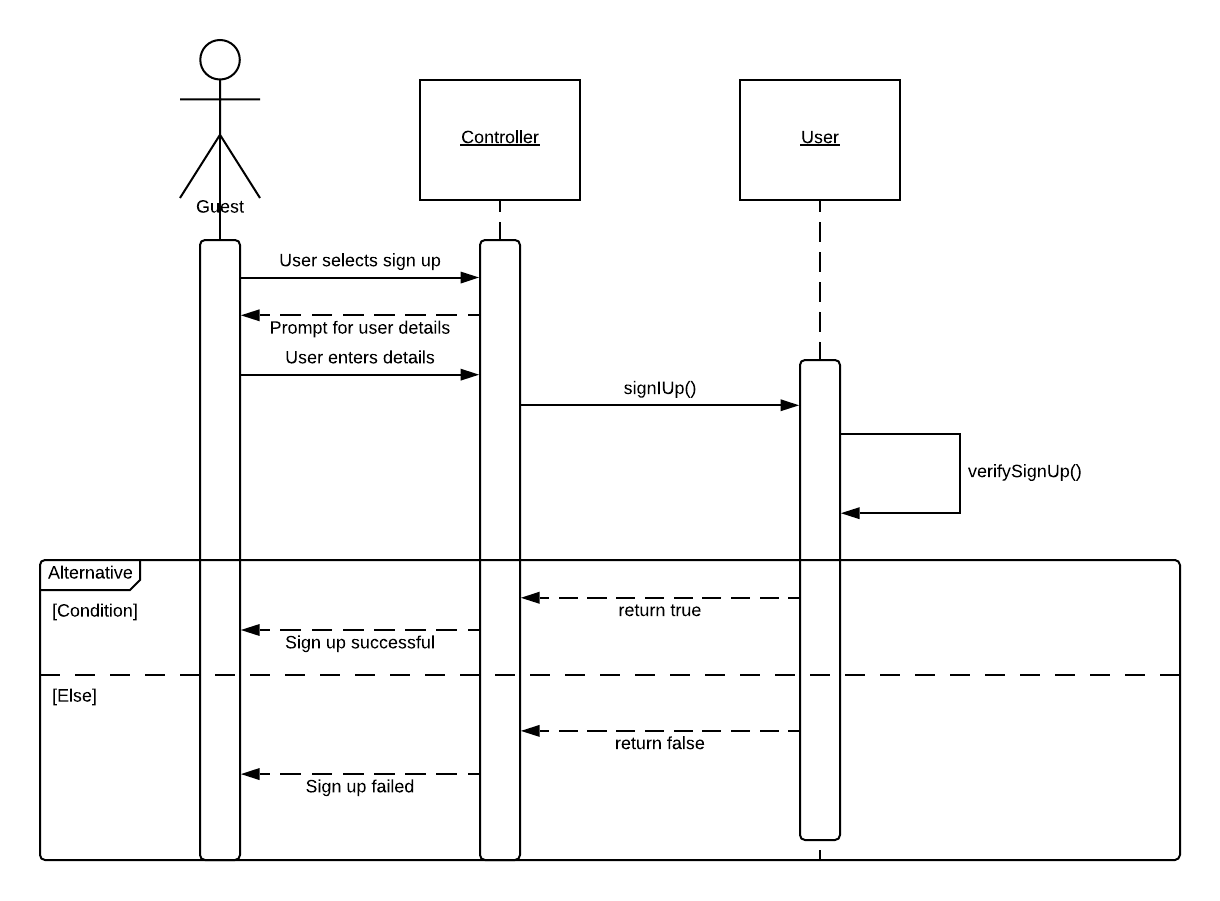 Guest
Controller
User
User selects sign up
Prompt for user details
User enters details
signIUp()
verifySignUp()
Alternative
[Condition]
return true
Sign up successful
[Else]
return false
Sign up failed